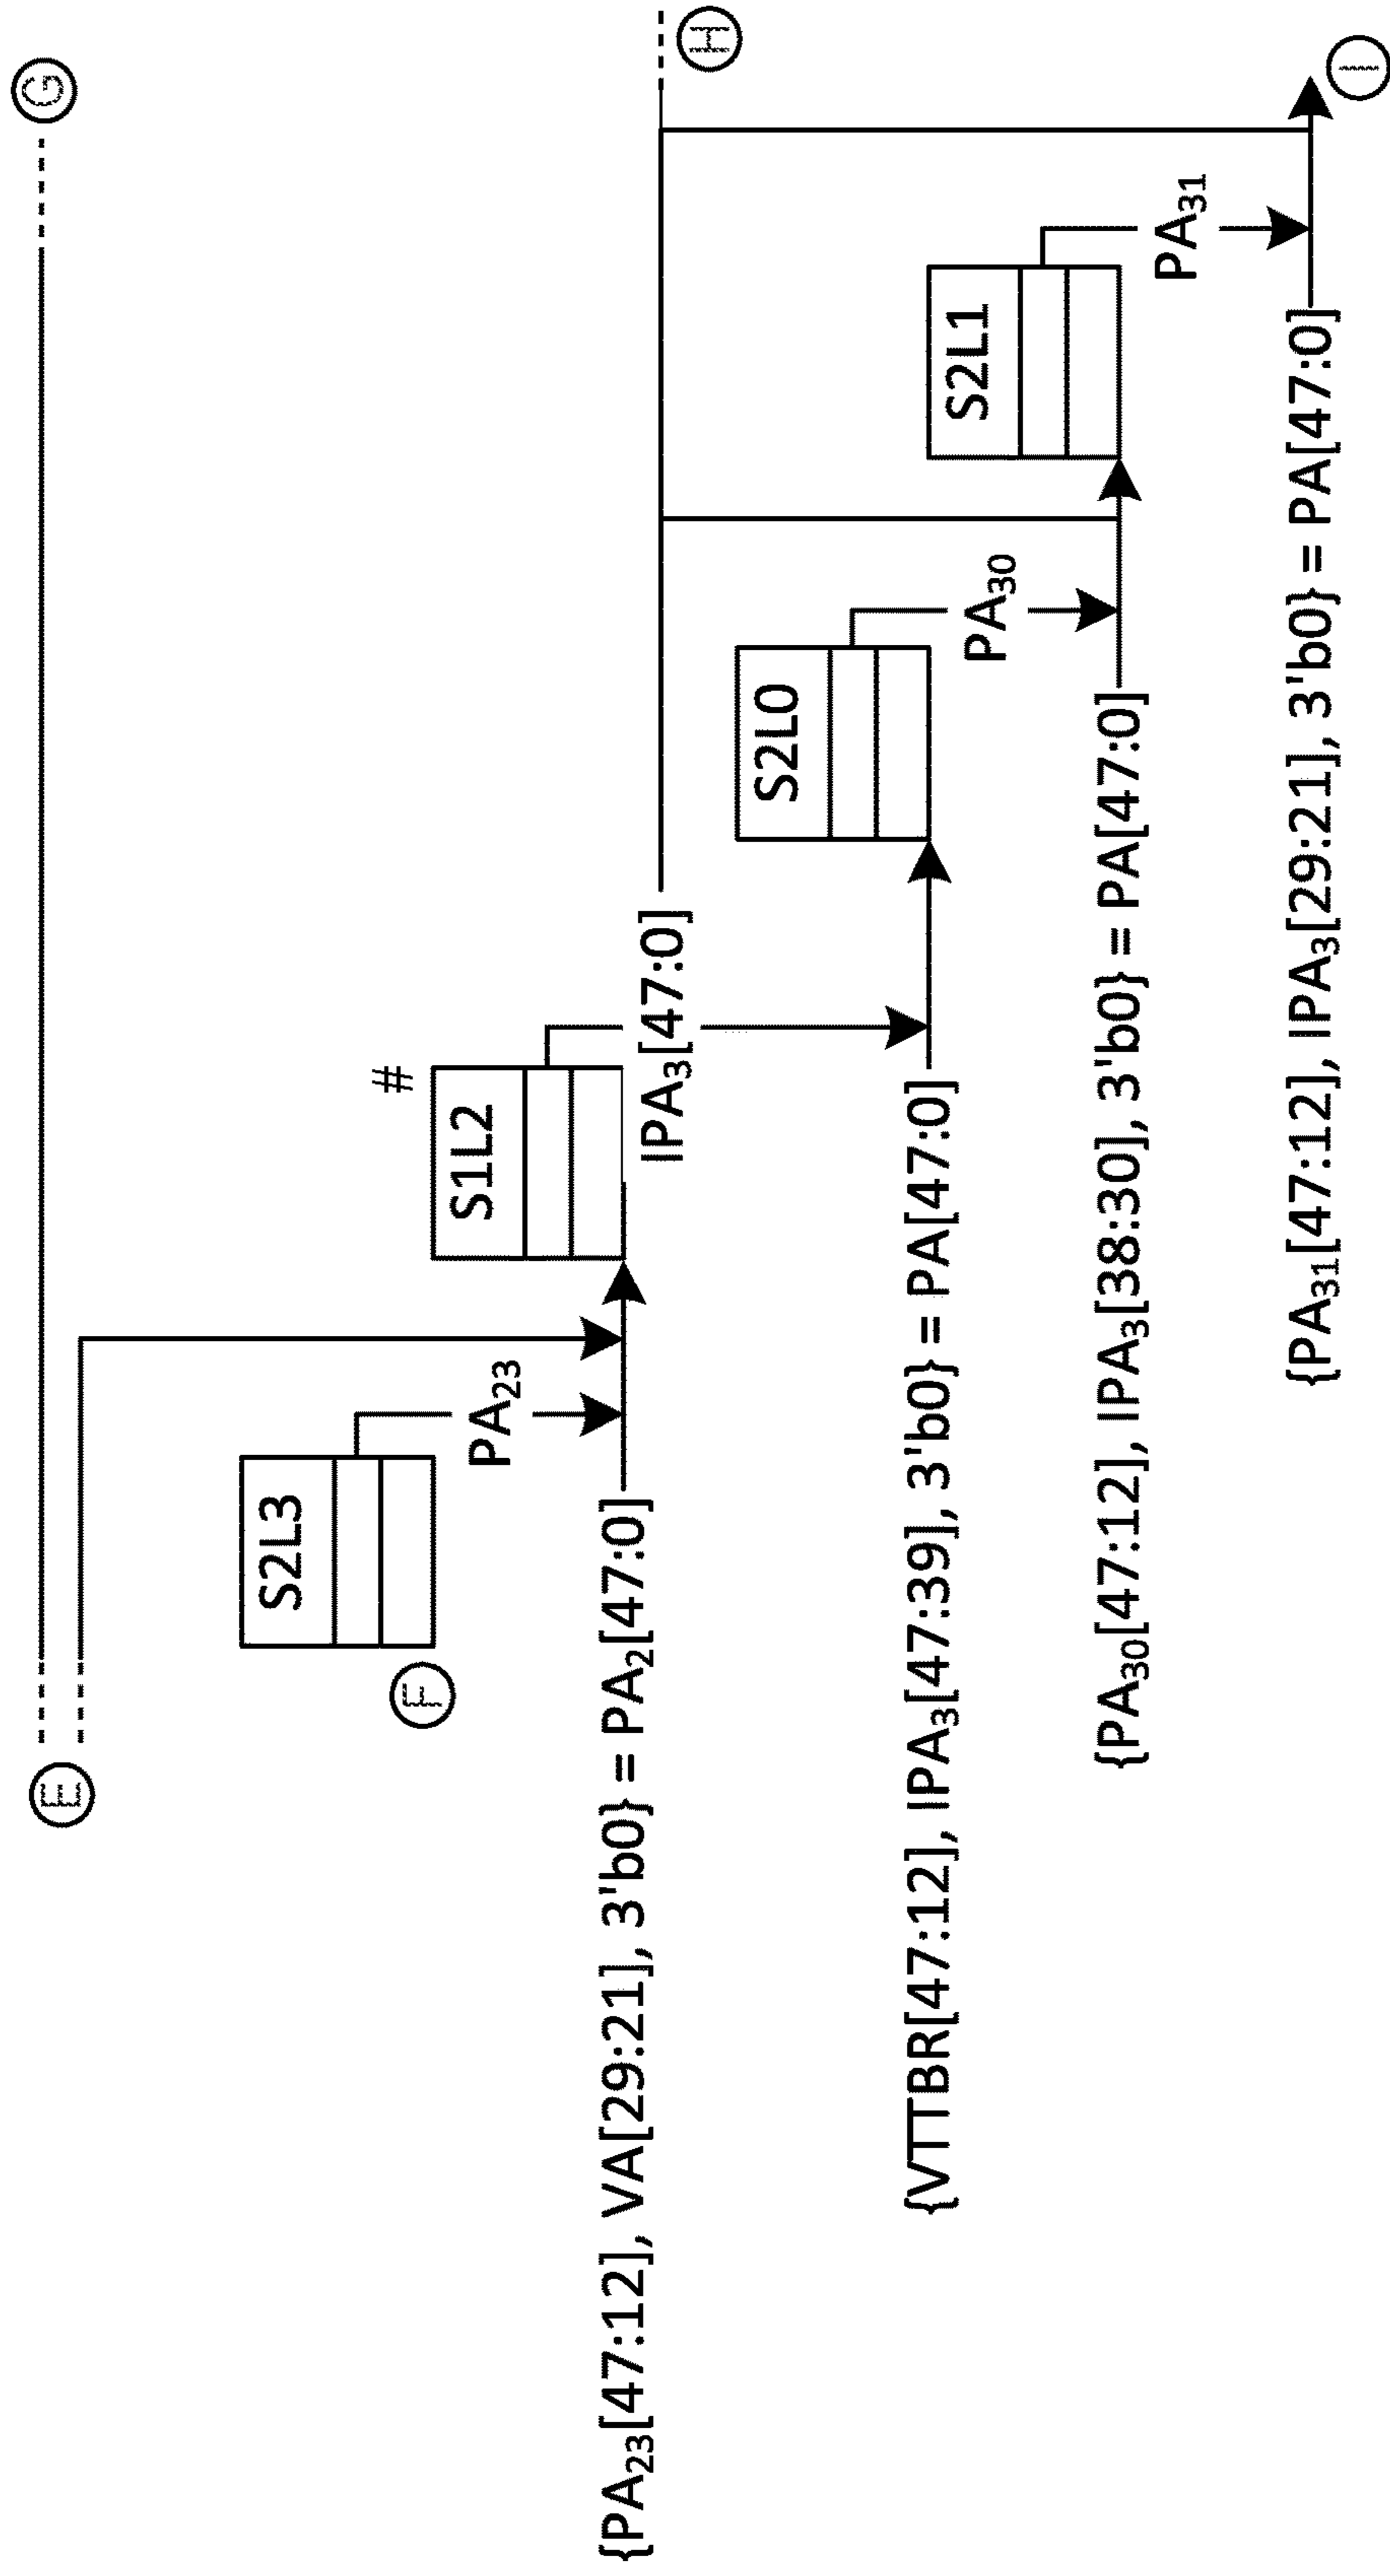 G
E
S2L3
F
PA₂₃
#
S1L2
{PA₂₃[47:12], VA[29:21], 3'b0} = PA₂[47:0]
IPA₃[47:0]
H
S2L0
{VTTBR[47:12], IPA₃[47:39], 3'b0} = PA[47:0]
PA₃₀
S2L1
{PA₃₀[47:12], IPA₃[38:30], 3'b0} = PA[47:0]
PA₃₁
{PA₃₁[47:12], IPA₃[29:21], 3'b0} = PA[47:0]
I